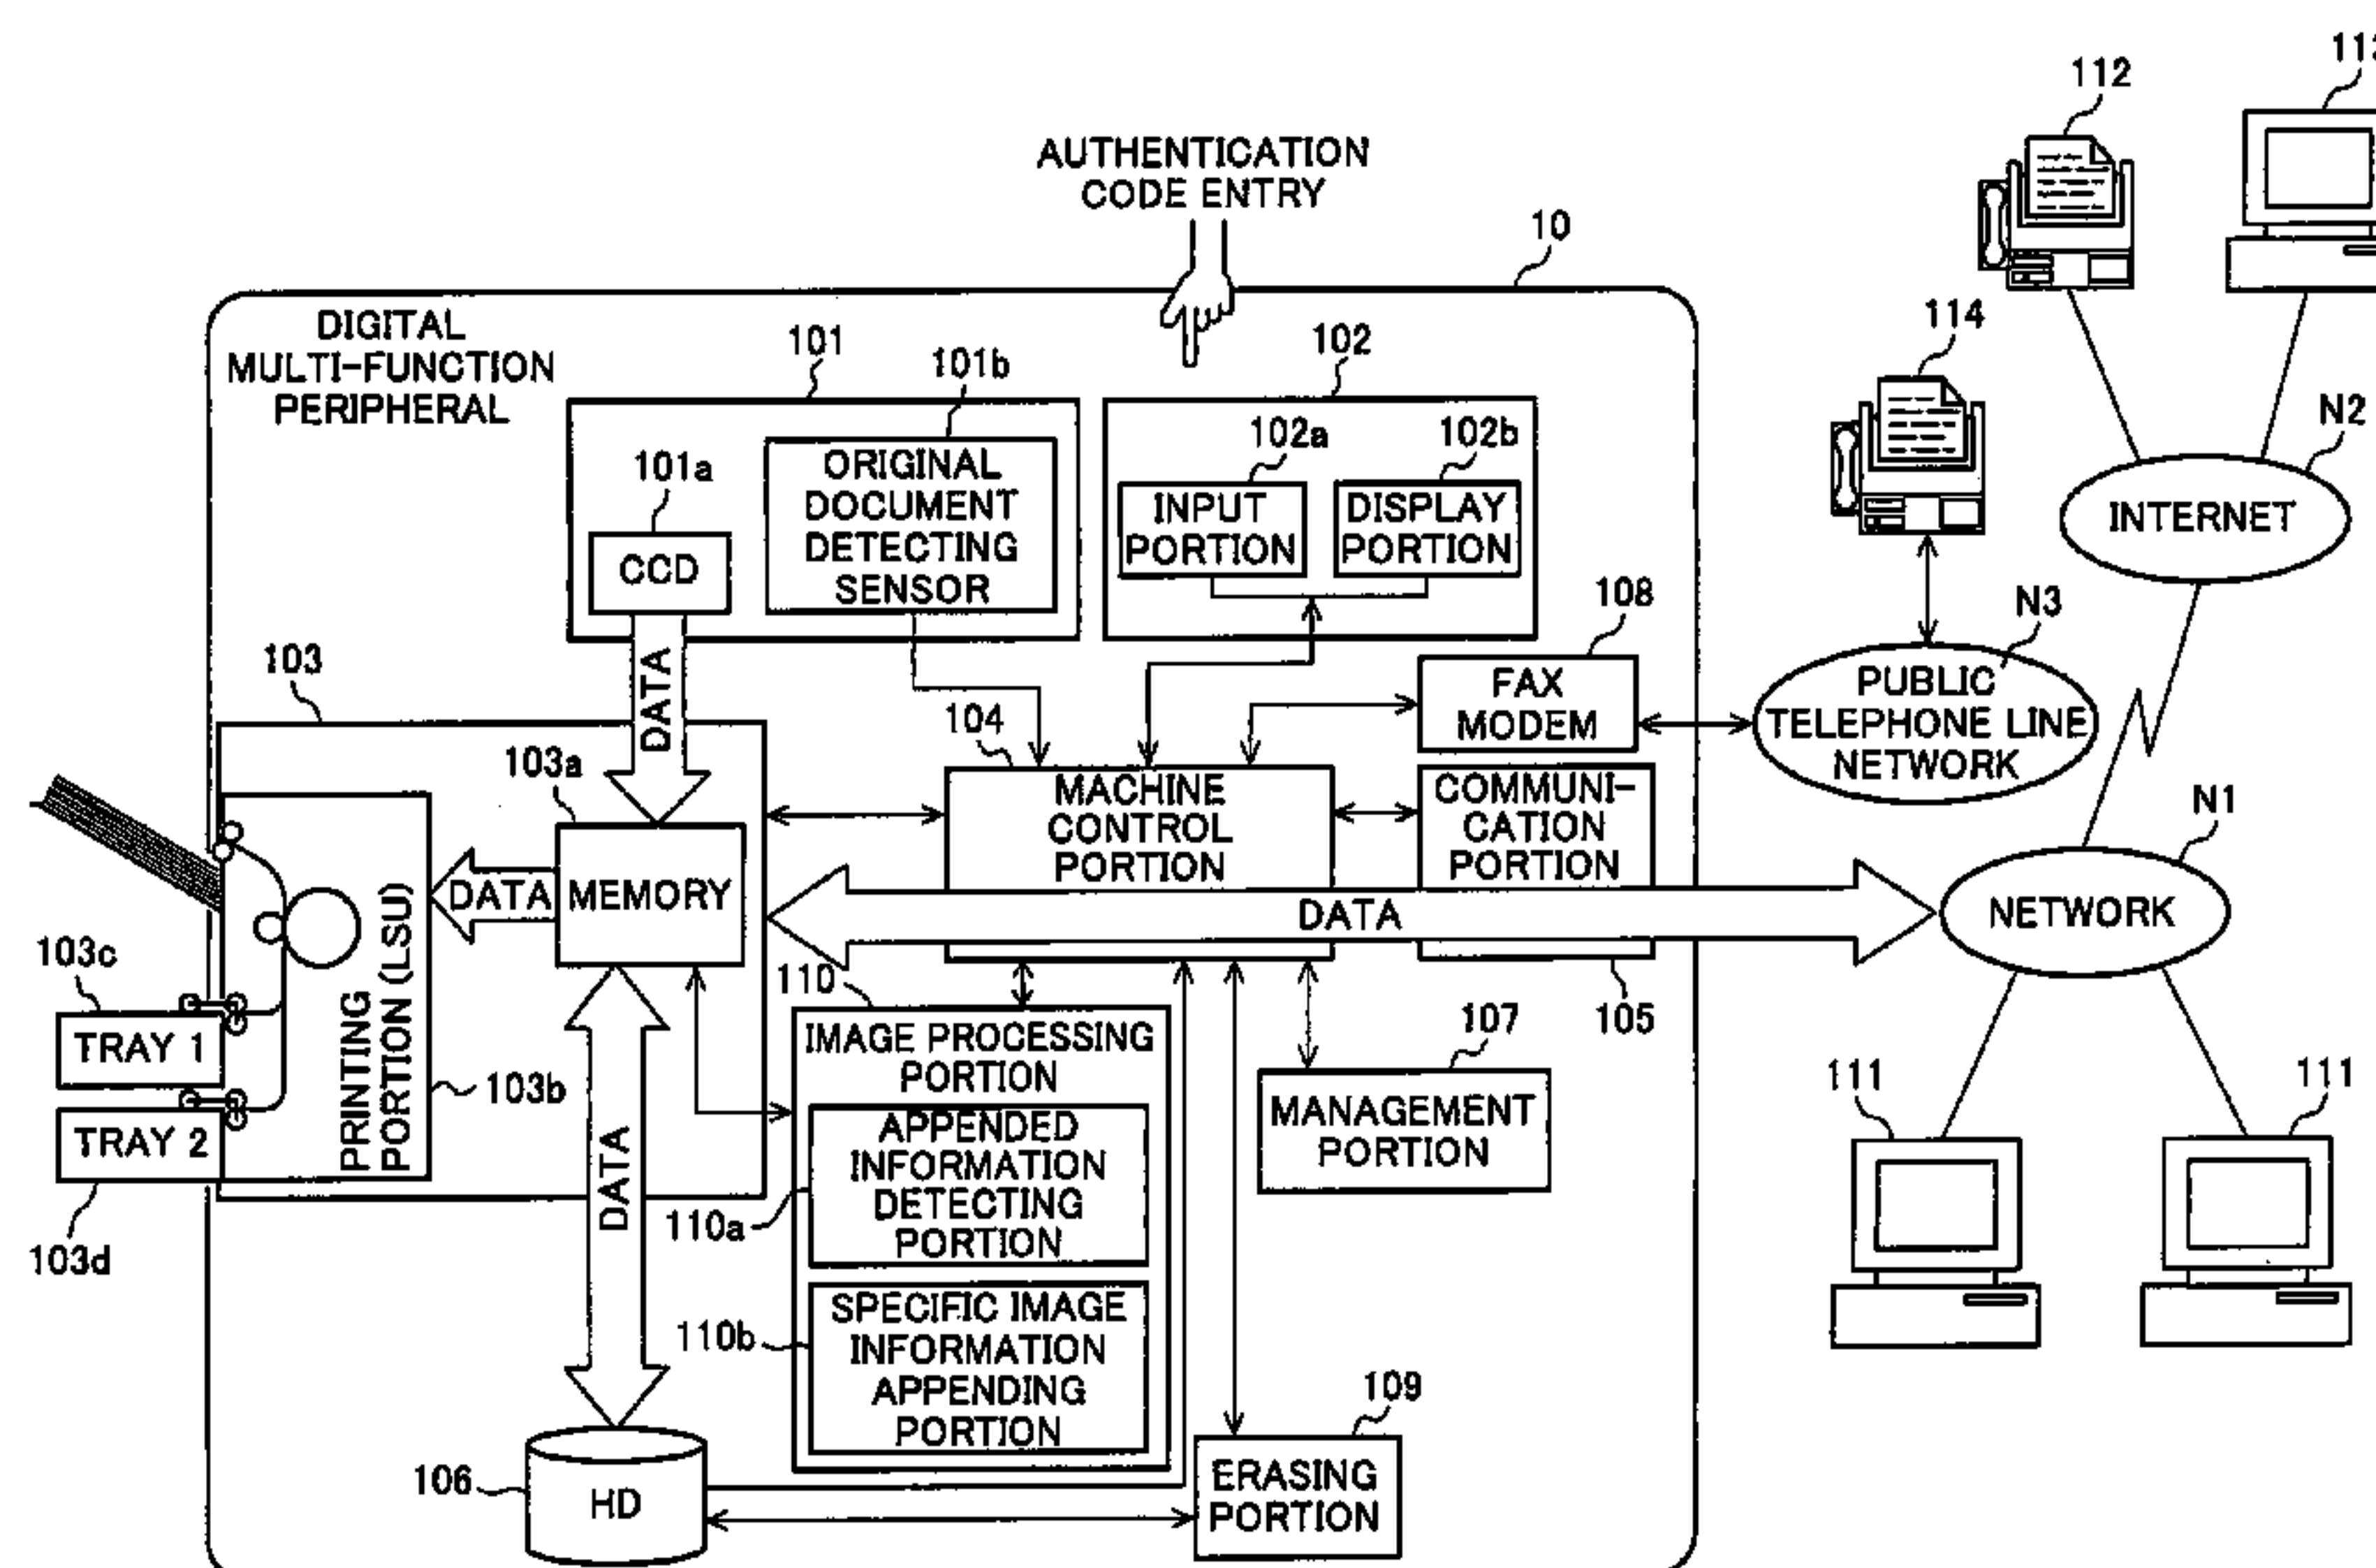 112
113
AUTHENTICATION
CODE ENTRY
10
DIGITAL
MULTI-FUNCTION
PERIPHERAL
101
101b
102
114
101a
ORIGINAL
DOCUMENT
DETECTING
SENSOR
102a
102b
N2
CCD
INPUT
PORTION
DISPLAY
PORTION
INTERNET
108
N3
103
DATA
104
FAX
MODEM
PUBLIC
TELEPHONE LINE
NETWORK
103a
MACHINE
CONTROL
PORTION
COMMUNI-
CATION
PORTION
N1
DATA
MEMORY
DATA
NETWORK
103c
PRINTING
PORTION (LSU)
110
105
TRAY 1
103b
IMAGE PROCESSING
PORTION
107
111
111
TRAY 2
DATA
APPENDED
INFORMATION
DETECTING
PORTION
MANAGEMENT
PORTION
110a
103d
110b
SPECIFIC IMAGE
INFORMATION
APPENDING
PORTION
109
106
HD
ERASING
PORTION